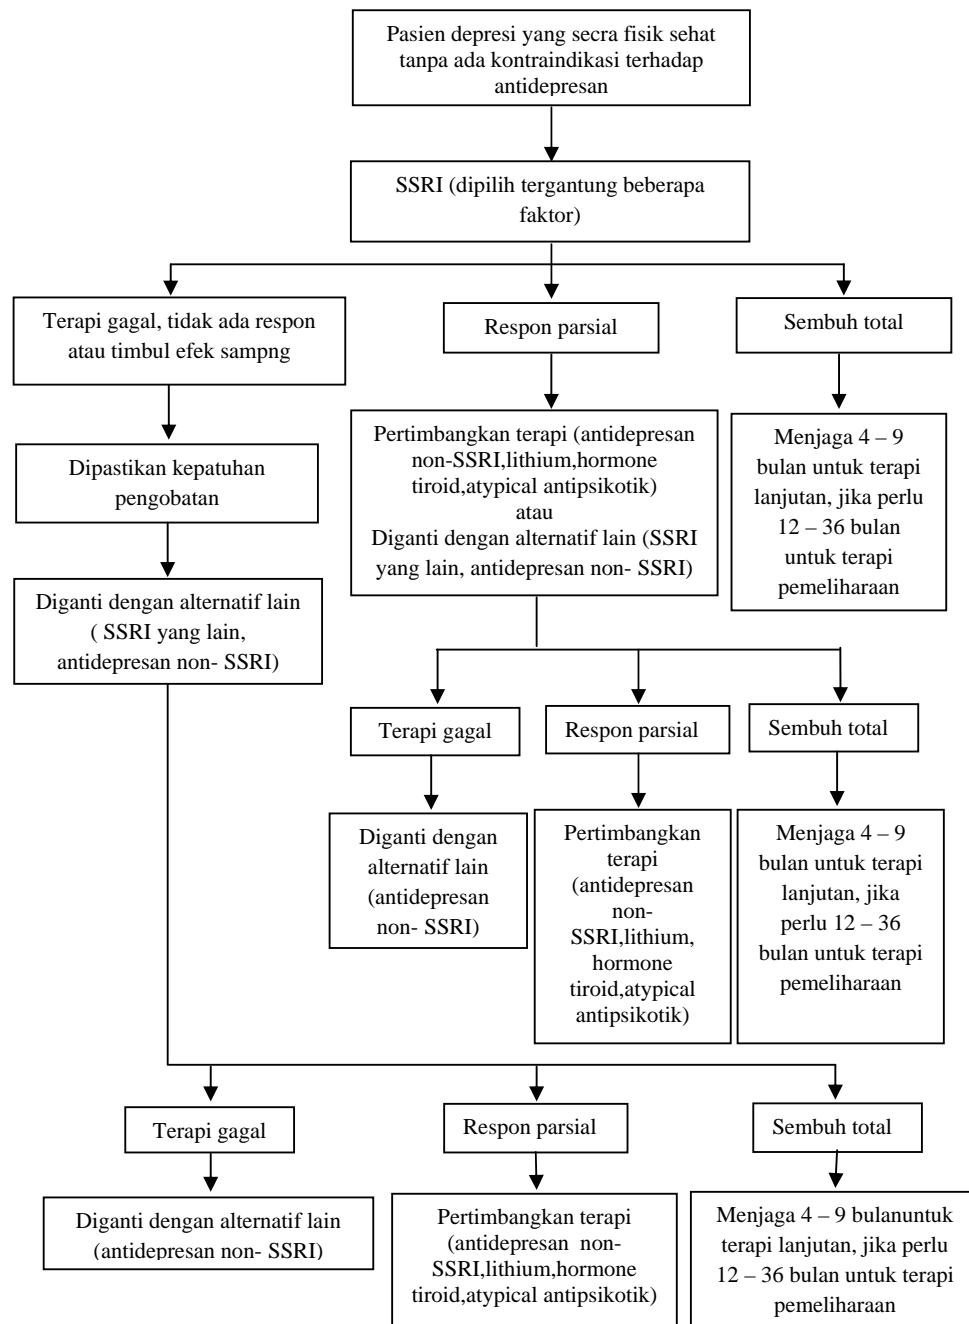 Pasien depresi yang secra fisik sehat
tanpa ada kontraindikasi terhadap
antidepresan
SSRI (dipilih tergantung beberapa
faktor)
Terapi gagal, tidak ada respon
atau timbul efek sampng
Respon parsial
Sembuh total
Dipastikan kepatuhan
pengobatan
Pertimbangkan terapi (antidepresan
non-SSRI,lithium,hormone
tiroid,atypical antipsikotik)
atau
Diganti dengan alternatif lain (SSRI
yang lain, antidepresan non- SSRI)
Menjaga 4 – 9
bulan untuk terapi
lanjutan, jika perlu
12 – 36 bulan
untuk terapi
pemeliharaan
Diganti dengan alternatif lain
( SSRI yang lain,
antidepresan non- SSRI)
Terapi gagal
Respon parsial
Sembuh total
Diganti dengan
alternatif lain
(antidepresan
non- SSRI)
Pertimbangkan
terapi
(antidepresan
non-
SSRI,lithium,
hormone
tiroid,atypical
antipsikotik)
Menjaga 4 – 9
bulan untuk terapi
lanjutan, jika
perlu 12 – 36
bulan untuk terapi
pemeliharaan
Terapi gagal
Respon parsial
Sembuh total
Diganti dengan alternatif lain
(antidepresan non- SSRI)
Pertimbangkan terapi
(antidepresan non-
SSRI,lithium,hormone
tiroid,atypical antipsikotik)
Menjaga 4 – 9 bulanuntuk
terapi lanjutan, jika perlu
12 – 36 bulan untuk terapi
pemeliharaan